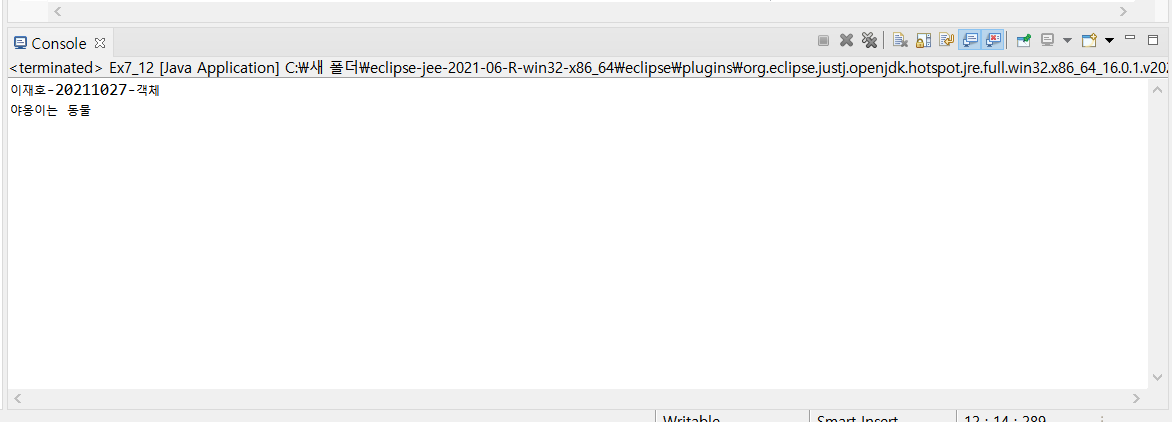 Console
<terminated> Ex7_12 [Java Application] C:₩새 폴더₩eclipse-jee-2021-06-R-win32-x86_64₩eclipse₩plugins₩org.eclipse.justj.openjdk.hotspot.jre.full.win32.x86_64_16.0.1.v202
이재호-20211027-객체
야옹이는 동물
Writable Smart Insert 12 : 14 : 289